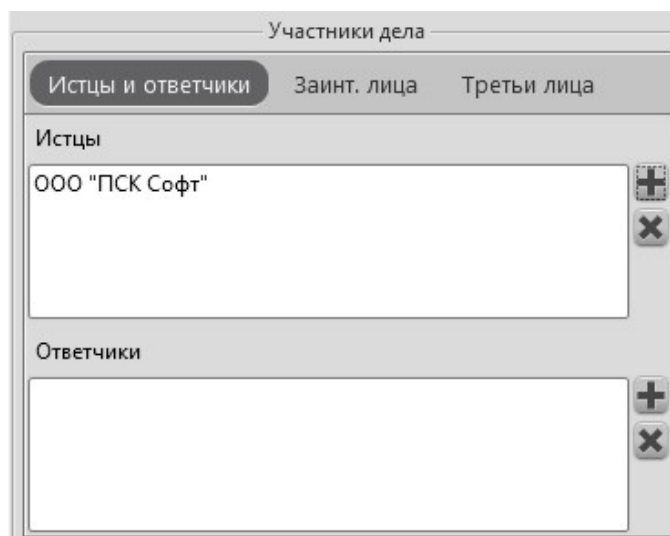 Участники дела
Истцы и ответчики Заинт. лица Третьи лица
Истцы
ООО "ПСК Софт"
Ответчики